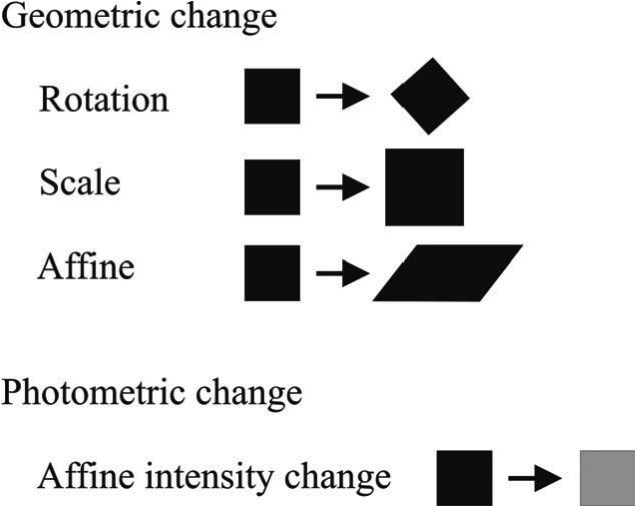 Geometric change
Rotation
Scale
Affine
Photometric change
Affine intensity change